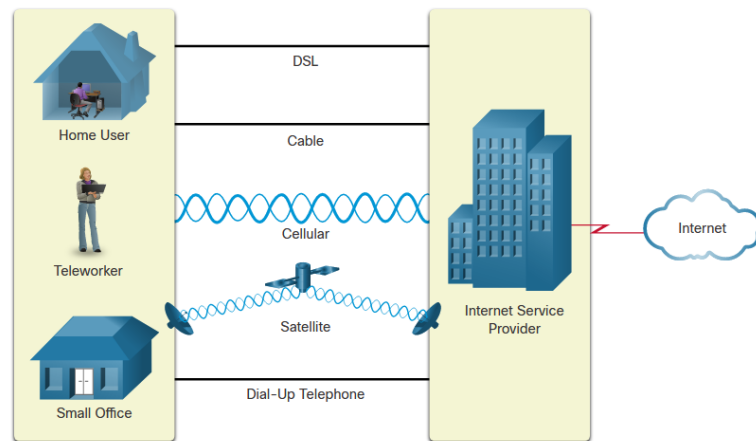 Home User
Teleworker
Small Office
DSL
Cable
Cellular
Satellite
Dial-Up Telephone
Internet Service
Provider
Internet